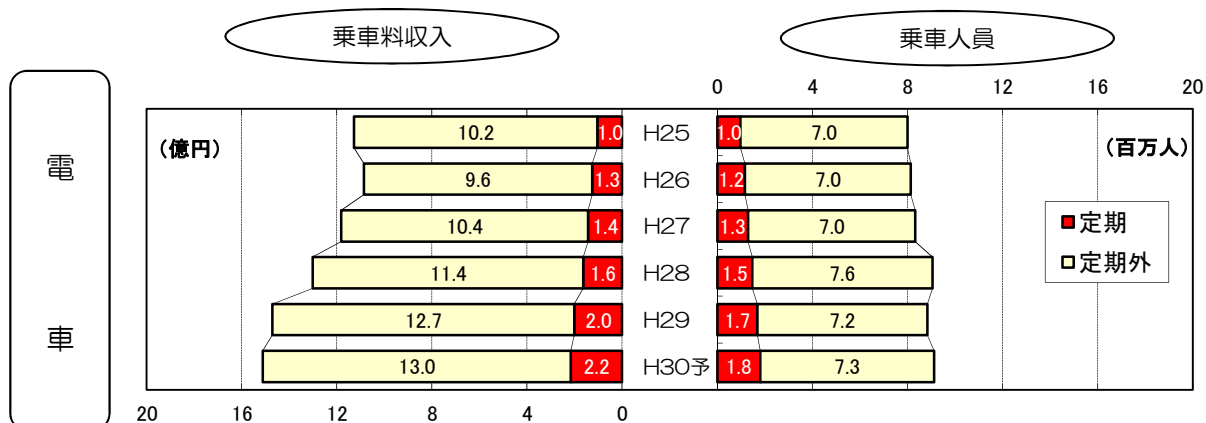 乗車料収入
乗車人員
電車
0 4 8 12 16 20
(億円)
(百万人)
10.2 1.0 H25 1.0 7.0
9.6 1.3 H26 1.2 7.0
10.4 1.4 H27 1.3 7.0
11.4 1.6 H28 1.5 7.6
12.7 2.0 H29 1.7 7.2
13.0 2.2 H30予 1.8 7.3
定期
定期外
20 16 12 8 4 0